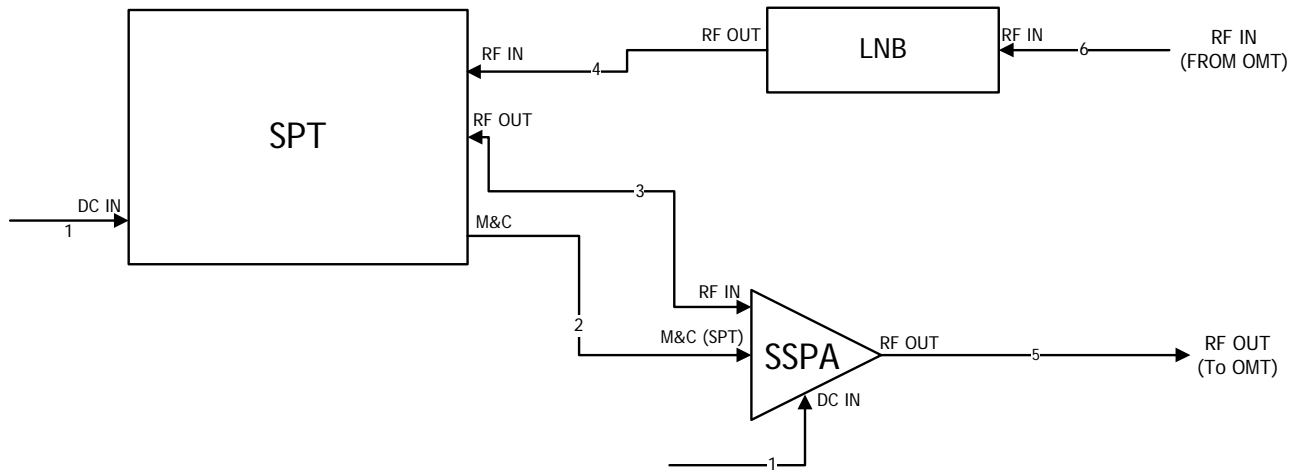 RF OUT
LNB
RF IN
RF IN
(FROM OMT)
6
RF IN
4
SPT
RF OUT
3
DC IN
1
M&C
RF IN
2
M&C (SPT)
SSPA
RF OUT
5
RF OUT
(To OMT)
DC IN
1